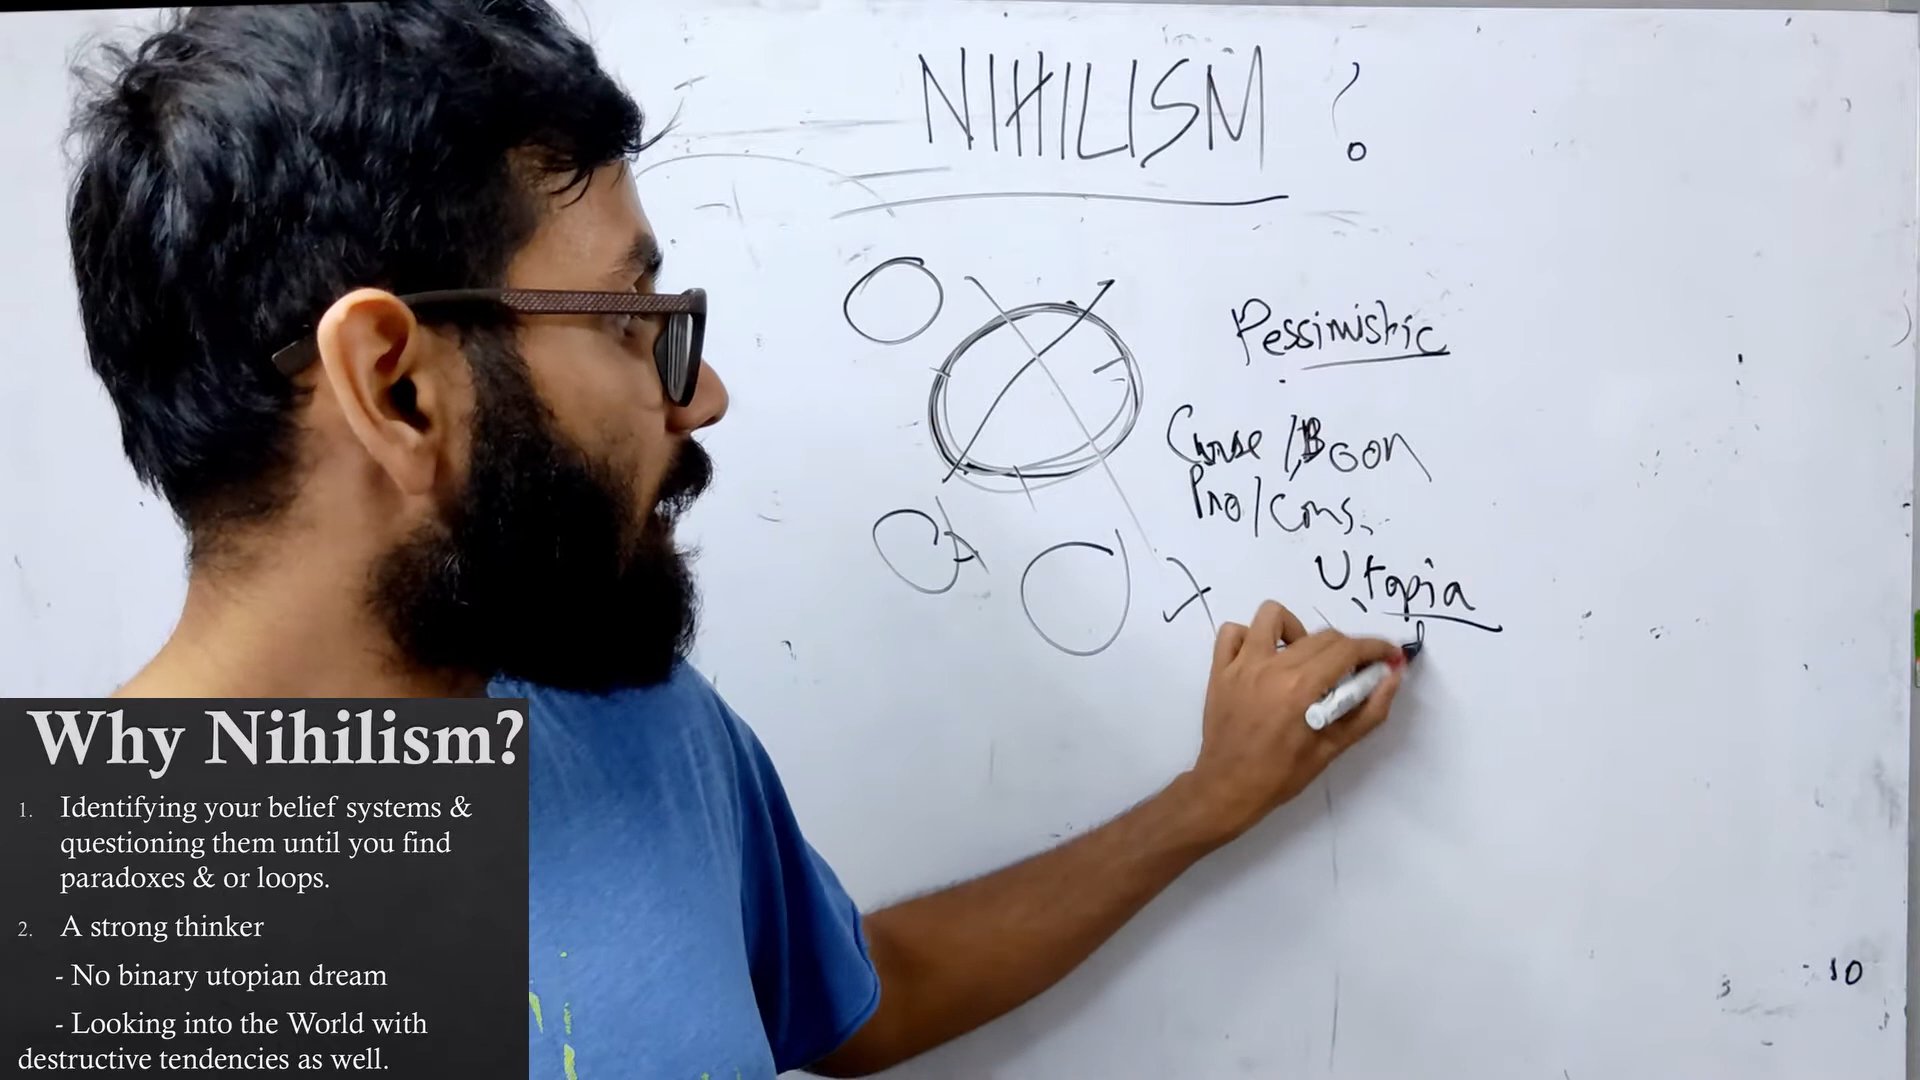 NIHILISM ?
Pessimistic
Curse / Boon
Pro/Cons.
Utopia
10
Why Nihilism?
1. Identifying your belief systems &
questioning them until you find
paradoxes & or loops.
2. A strong thinker
- No binary utopian dream
- Looking into the World with
destructive tendencies as well.